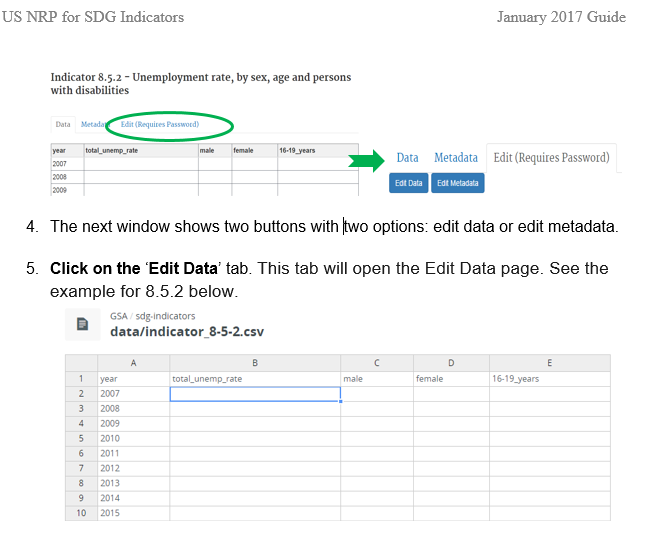 US NRP for SDG Indicators January 2017 Guide
Indicator 8.5.2 - Unemployment rate, by sex, age and persons
with disabilities
Data Metadat Edit (Requires Password)
year total_unemp_rate male female 16-19_years
2007
2008
2009
Data Metadata Edit (Requires Password)
Edit Data Edit Metadata
4. The next window shows two buttons with two options: edit data or edit metadata.
5. Click on the ‘Edit Data’ tab. This tab will open the Edit Data page. See the
example for 8.5.2 below.
GSA / sdg-indicators
data/indicator_8-5-2.csv
A B C D E
1 year total_unemp_rate male female 16-19_years
2 2007
3 2008
4 2009
5 2010
6 2011
7 2012
8 2013
9 2014
10 2015